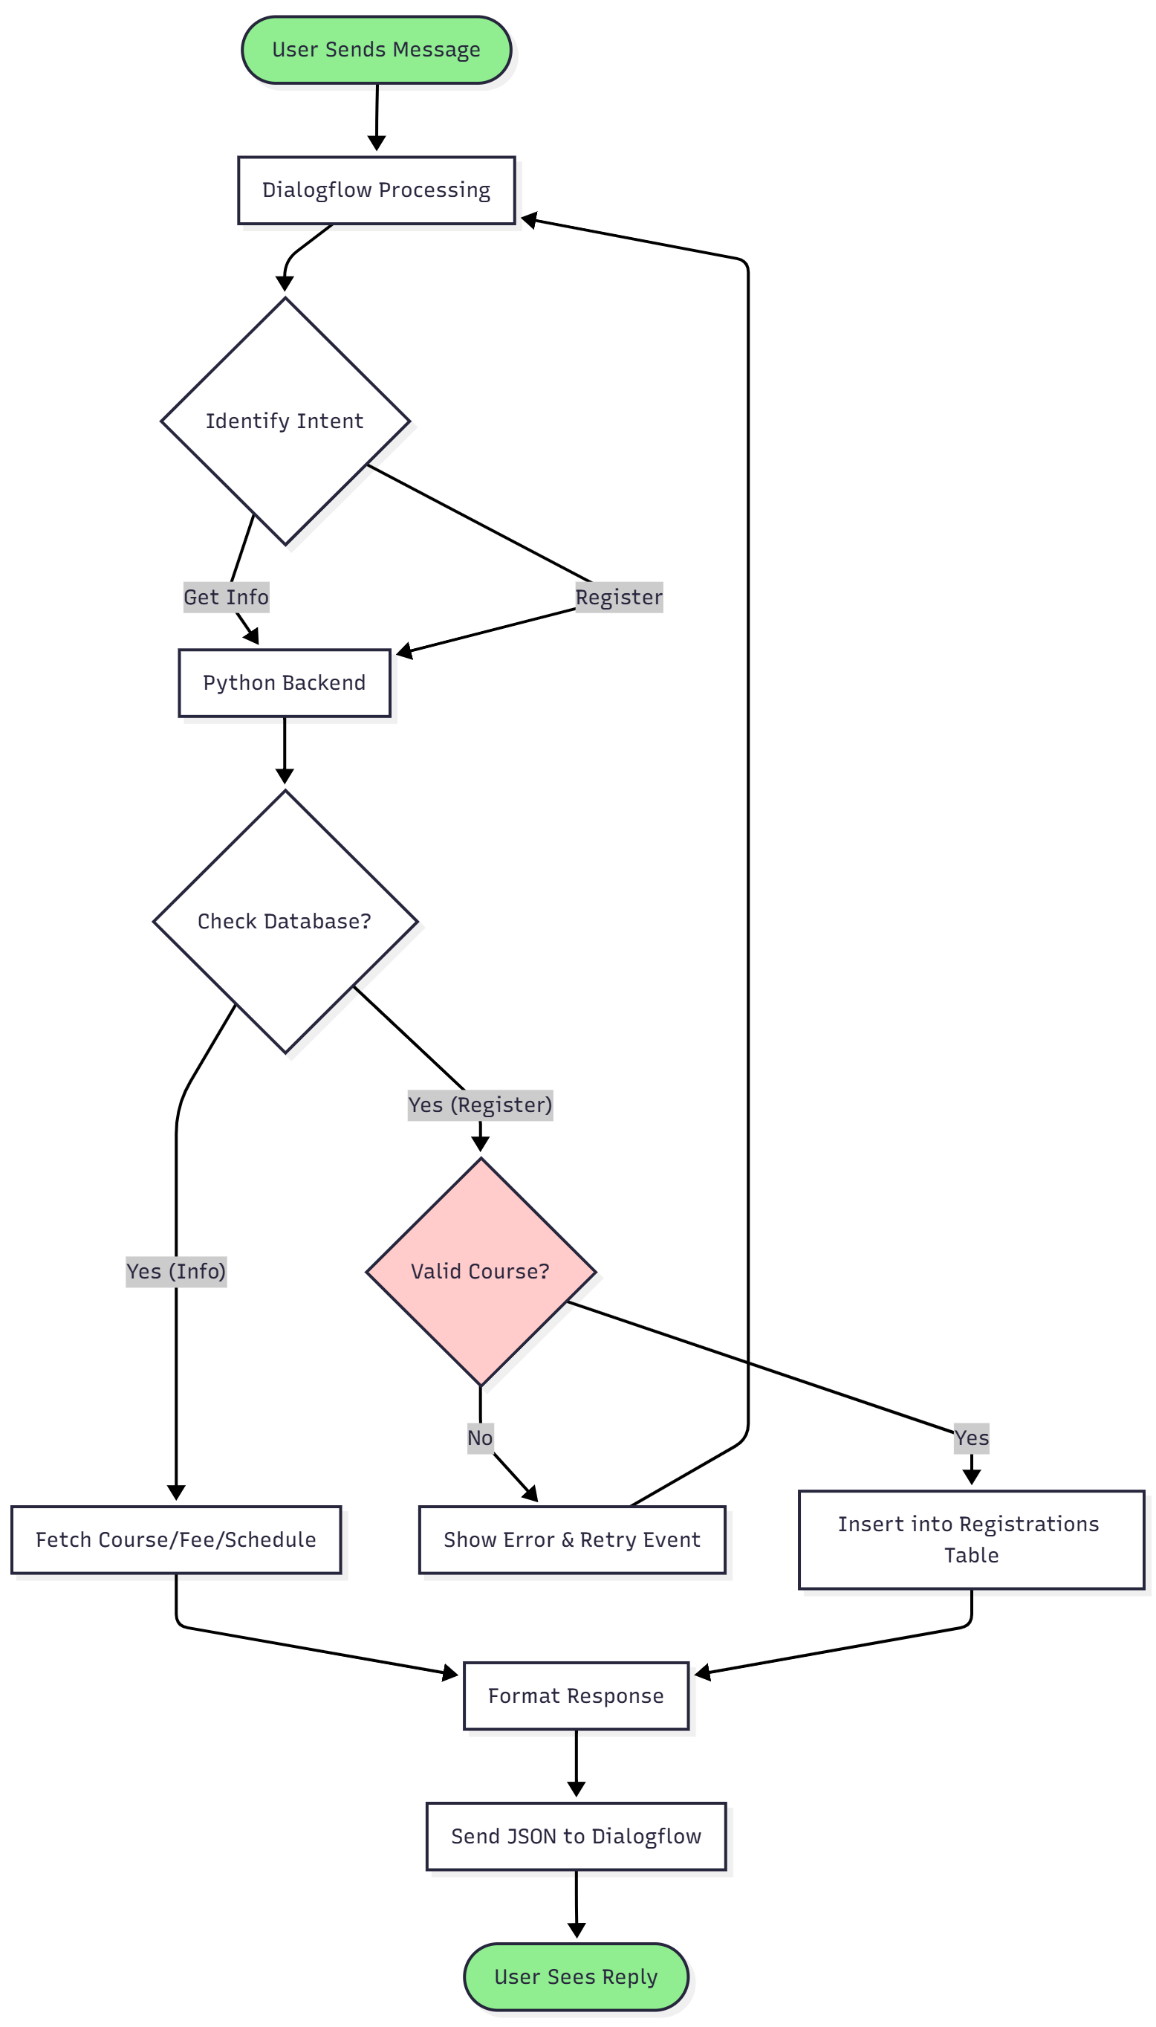 User Sends Message
Dialogflow Processing
Identify Intent
Get Info
Register
Python Backend
Check Database?
Yes (Register)
Yes (Info)
Valid Course?
No
Yes
Fetch Course/Fee/Schedule
Show Error & Retry Event
Insert into Registrations
Table
Format Response
Send JSON to Dialogflow
User Sees Reply